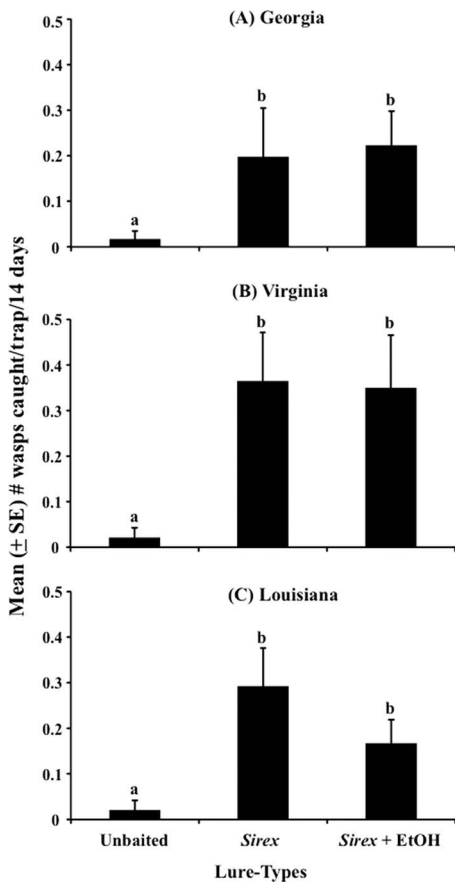 (A) Georgia
0.5
0.4
0.3
0.2
0.1
0
a
b
b
(B) Virginia
0.5
0.4
0.3
0.2
0.1
0
a
b
b
(C) Louisiana
0.5
0.4
0.3
0.2
0.1
0
a
b
b
Mean (± SE) # wasps caught/trap/14 days
Unbaited Sirex Sirex + EtOH
Lure-Types